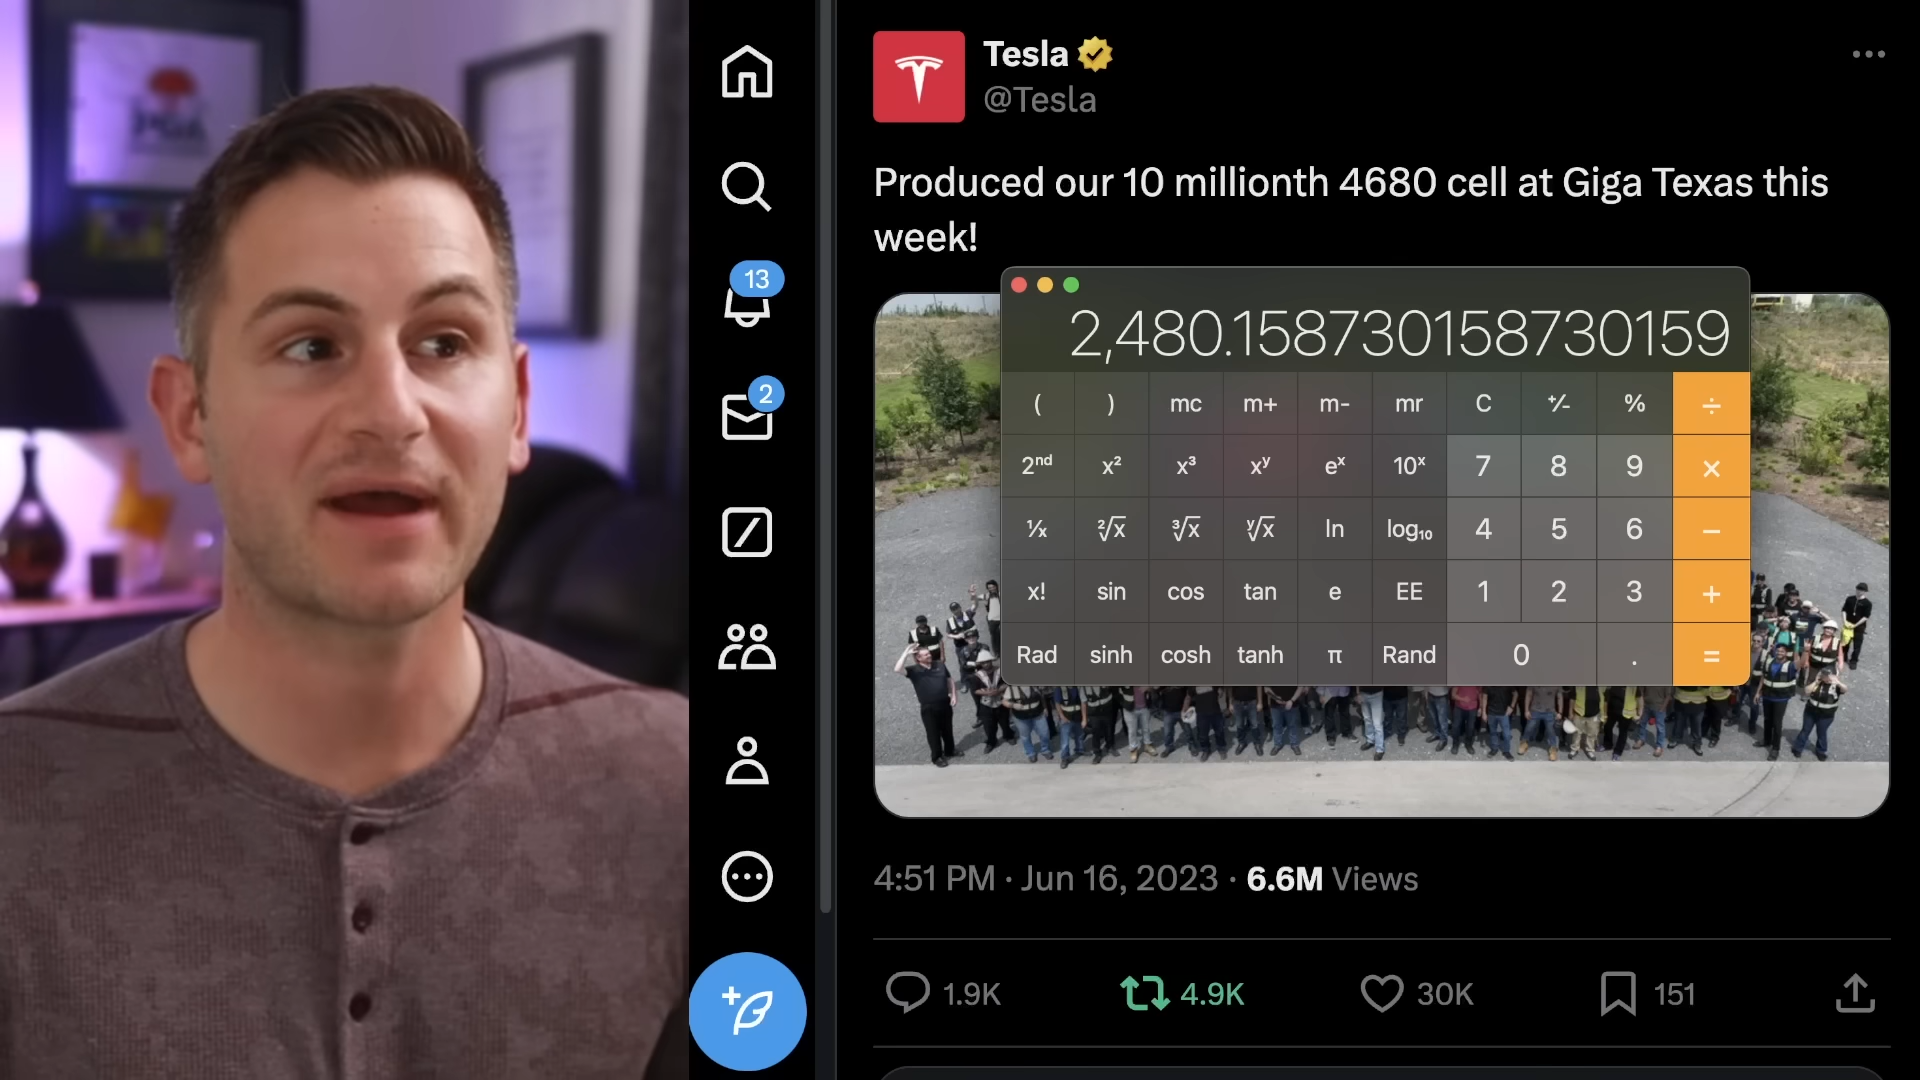 PGA
13
2
Tesla
@Tesla
Produced our 10 millionth 4680 cell at Giga Texas this
week!
2,480.158730158730159
( ) mc m+ m- mr C +/- % ÷
2nd x² x³ xʸ eˣ 10ˣ 7 8 9 ×
1/x ²√x ³√x ʸ√x ln log₁₀ 4 5 6 −
x! sin cos tan e EE 1 2 3 +
Rad sinh cosh tanh π Rand 0 . =
4:51 PM · Jun 16, 2023 · 6.6M Views
1.9K 4.9K 30K 151